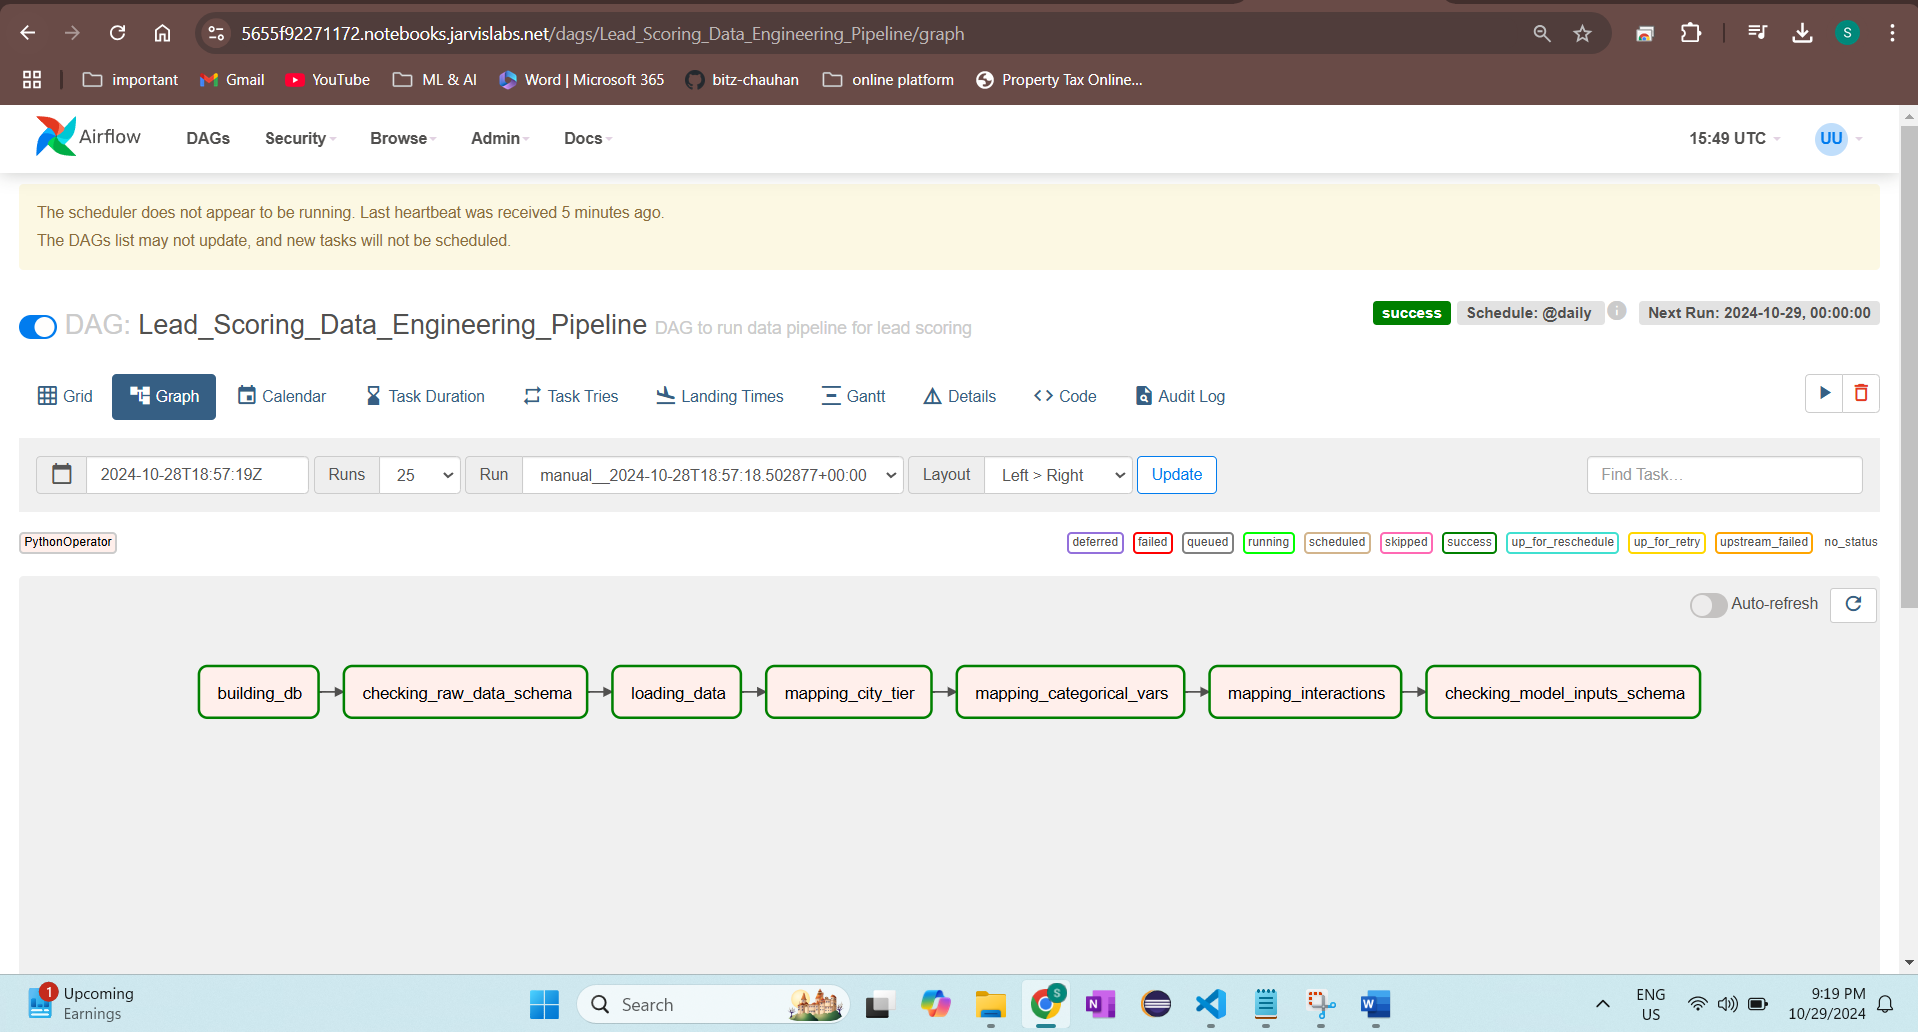 5655f92271172.notebooks.jarvislabs.net/dags/Lead_Scoring_Data_Engineering_Pipeline/graph
S
important Gmail YouTube ML & AI Word | Microsoft 365 bitz-chauhan online platform Property Tax Online...
Airflow DAGs Security Browse Admin Docs 15:49 UTC UU
The scheduler does not appear to be running. Last heartbeat was received 5 minutes ago.
The DAGs list may not update, and new tasks will not be scheduled.
DAG: Lead_Scoring_Data_Engineering_Pipeline DAG to run data pipeline for lead scoring
success Schedule: @daily i Next Run: 2024-10-29, 00:00:00
Grid Graph Calendar Task Duration Task Tries Landing Times Gantt Details Code Audit Log
2024-10-28T18:57:19Z Runs 25 Run manual__2024-10-28T18:57:18.502877+00:00 Layout Left > Right Update Find Task...
PythonOperator deferred failed queued running scheduled skipped success up_for_reschedule up_for_retry upstream_failed no_status
Auto-refresh
building_db checking_raw_data_schema loading_data mapping_city_tier mapping_categorical_vars mapping_interactions checking_model_inputs_schema
1
Upcoming
Earnings
Search
S
N
W
ENG
US
9:19 PM
10/29/2024